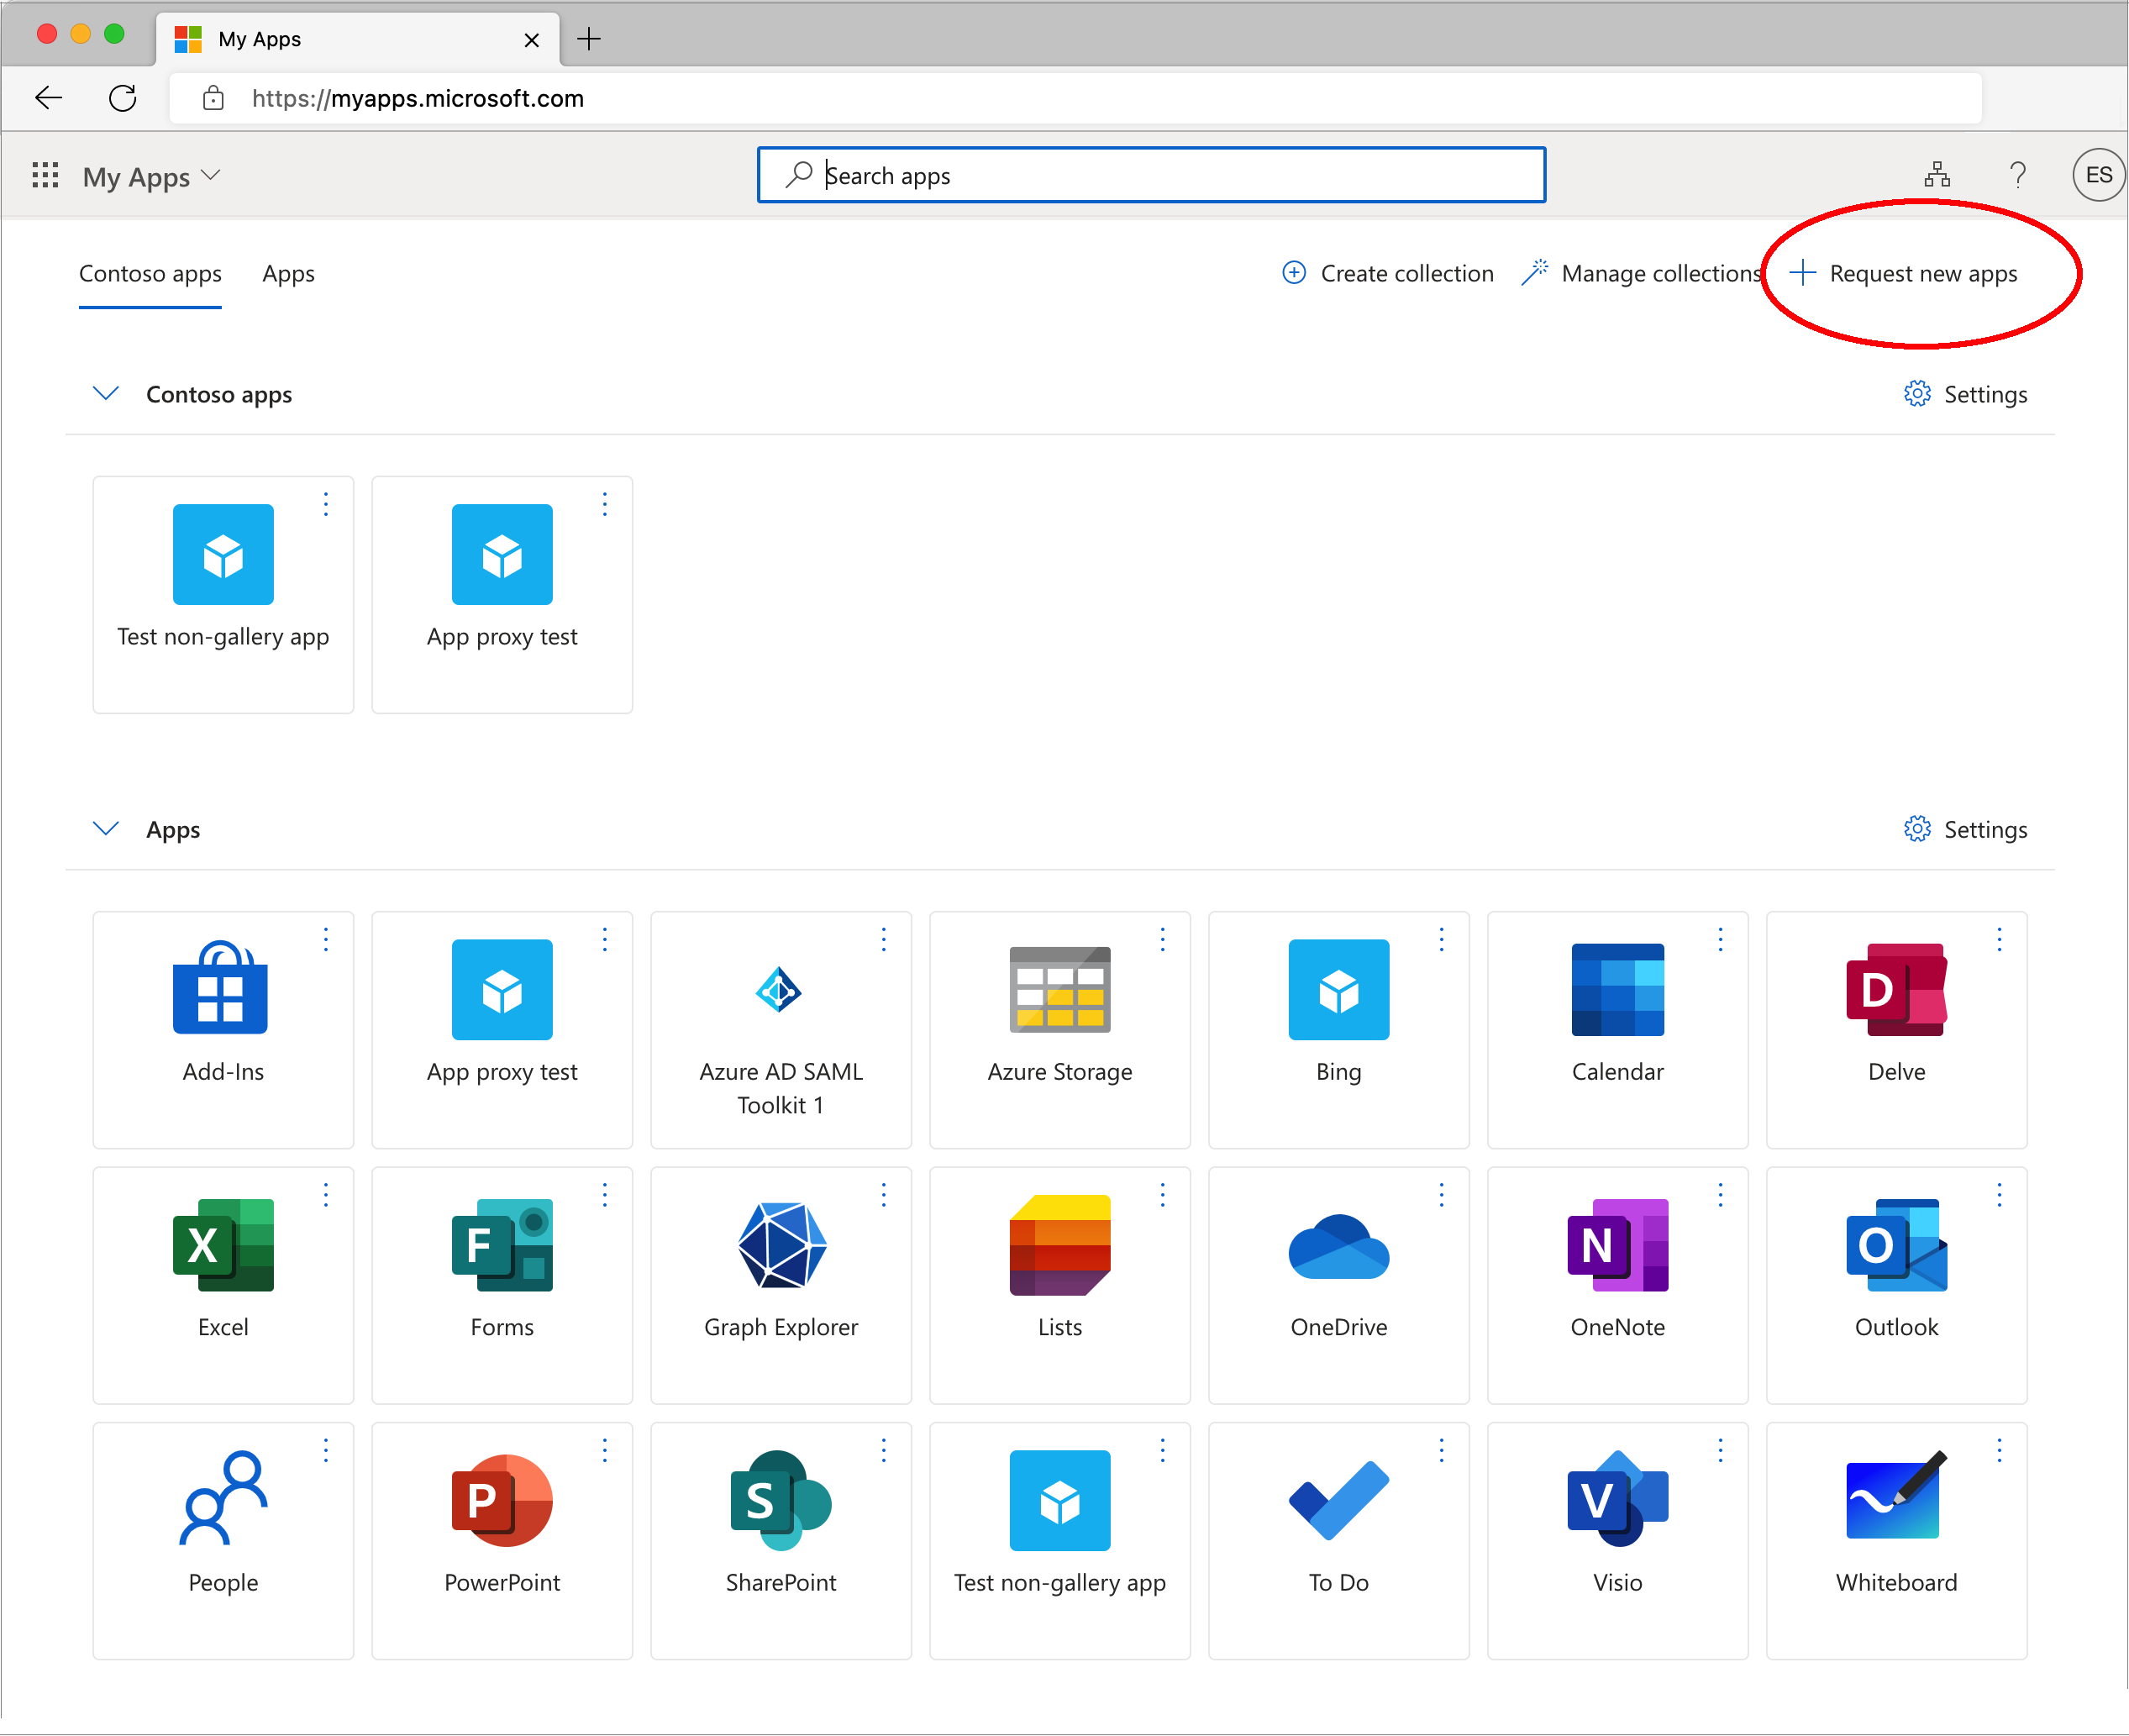 My Apps
https://myapps.microsoft.com
My Apps
Search apps
ES
Contoso apps
Apps
Create collection
Manage collections
Request new apps
Contoso apps
Settings
Test non-gallery app
App proxy test
Apps
Settings
Add-Ins
App proxy test
Azure AD SAML
Toolkit 1
Azure Storage
Bing
Calendar
D
Delve
X
Excel
F
Forms
Graph Explorer
Lists
OneDrive
N
OneNote
O
Outlook
People
P
PowerPoint
S
SharePoint
Test non-gallery app
To Do
V
Visio
Whiteboard